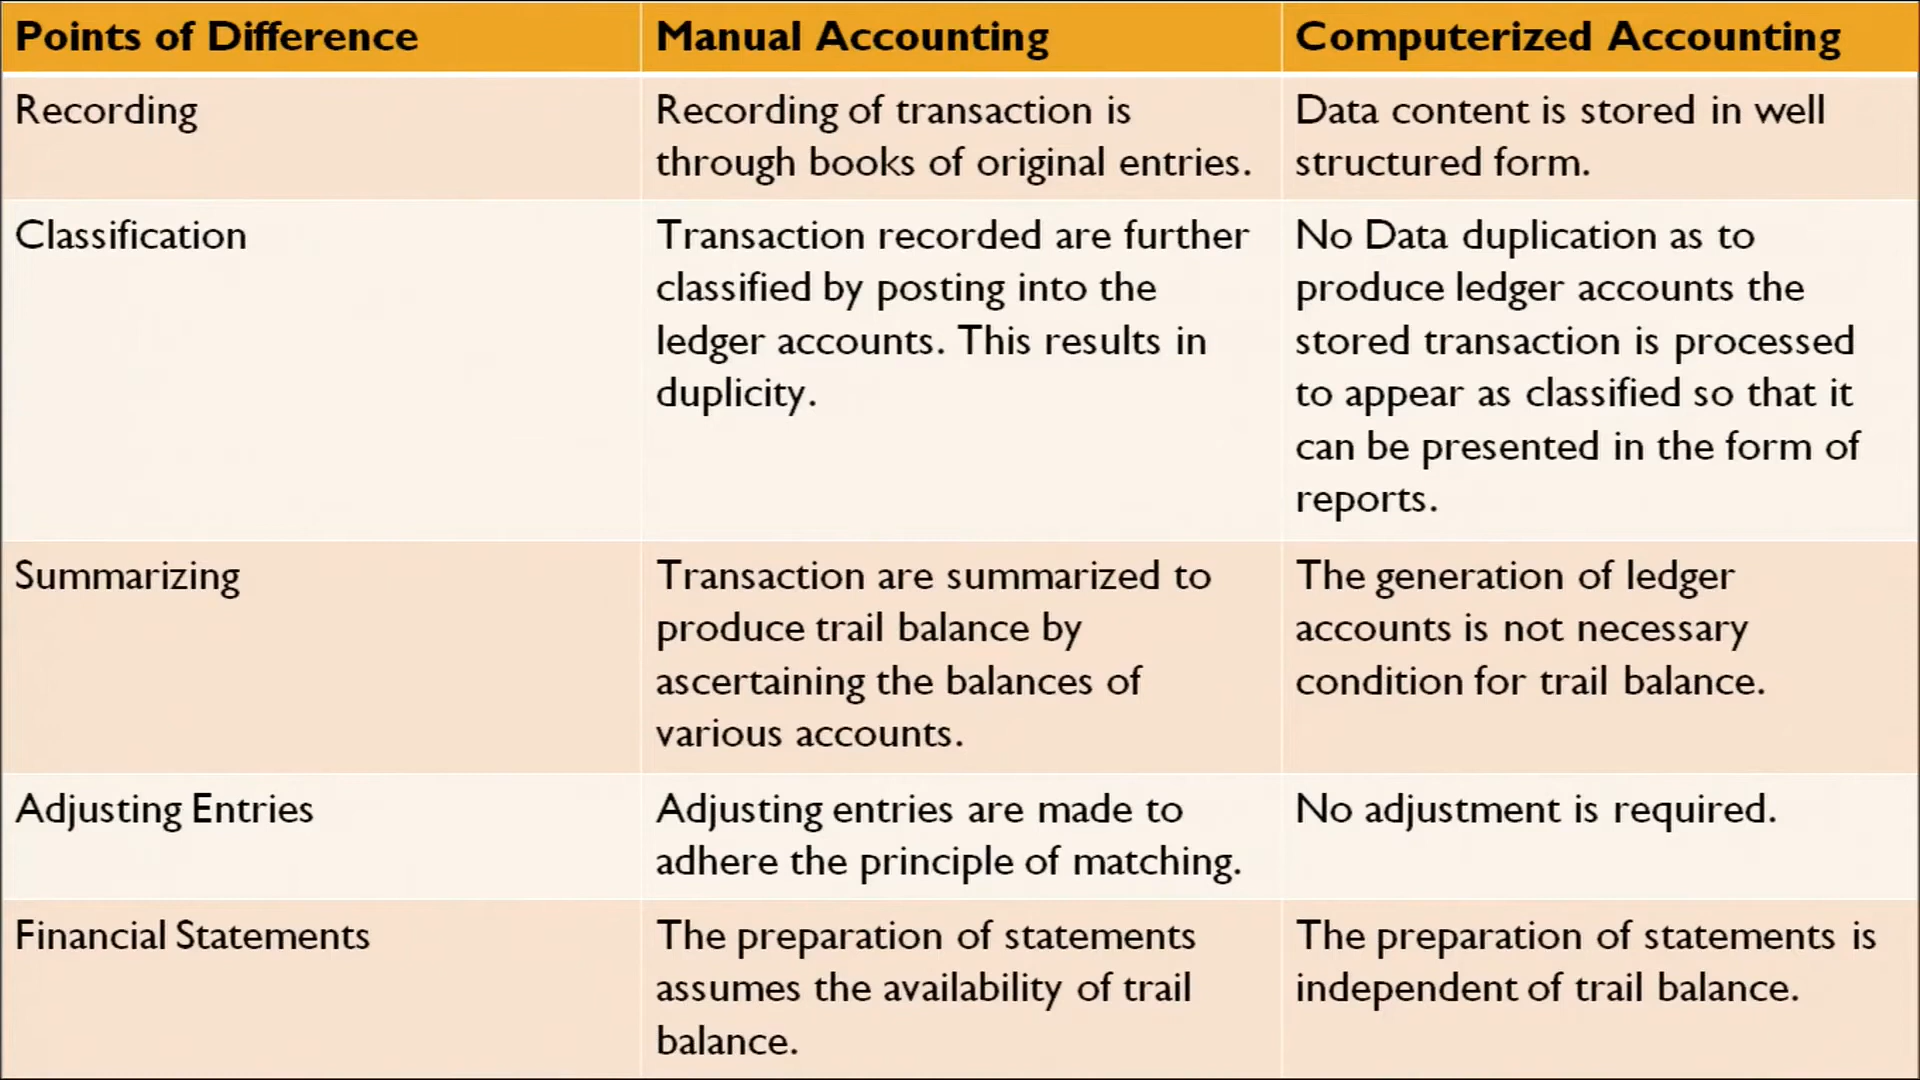 Points of Difference
Manual Accounting
Computerized Accounting
Recording
Recording of transaction is
through books of original entries.
Data content is stored in well
structured form.
Classification
Transaction recorded are further
classified by posting into the
ledger accounts. This results in
duplicity.
No Data duplication as to
produce ledger accounts the
stored transaction is processed
to appear as classified so that it
can be presented in the form of
reports.
Summarizing
Transaction are summarized to
produce trail balance by
ascertaining the balances of
various accounts.
The generation of ledger
accounts is not necessary
condition for trail balance.
Adjusting Entries
Adjusting entries are made to
adhere the principle of matching.
No adjustment is required.
Financial Statements
The preparation of statements
assumes the availability of trail
balance.
The preparation of statements is
independent of trail balance.